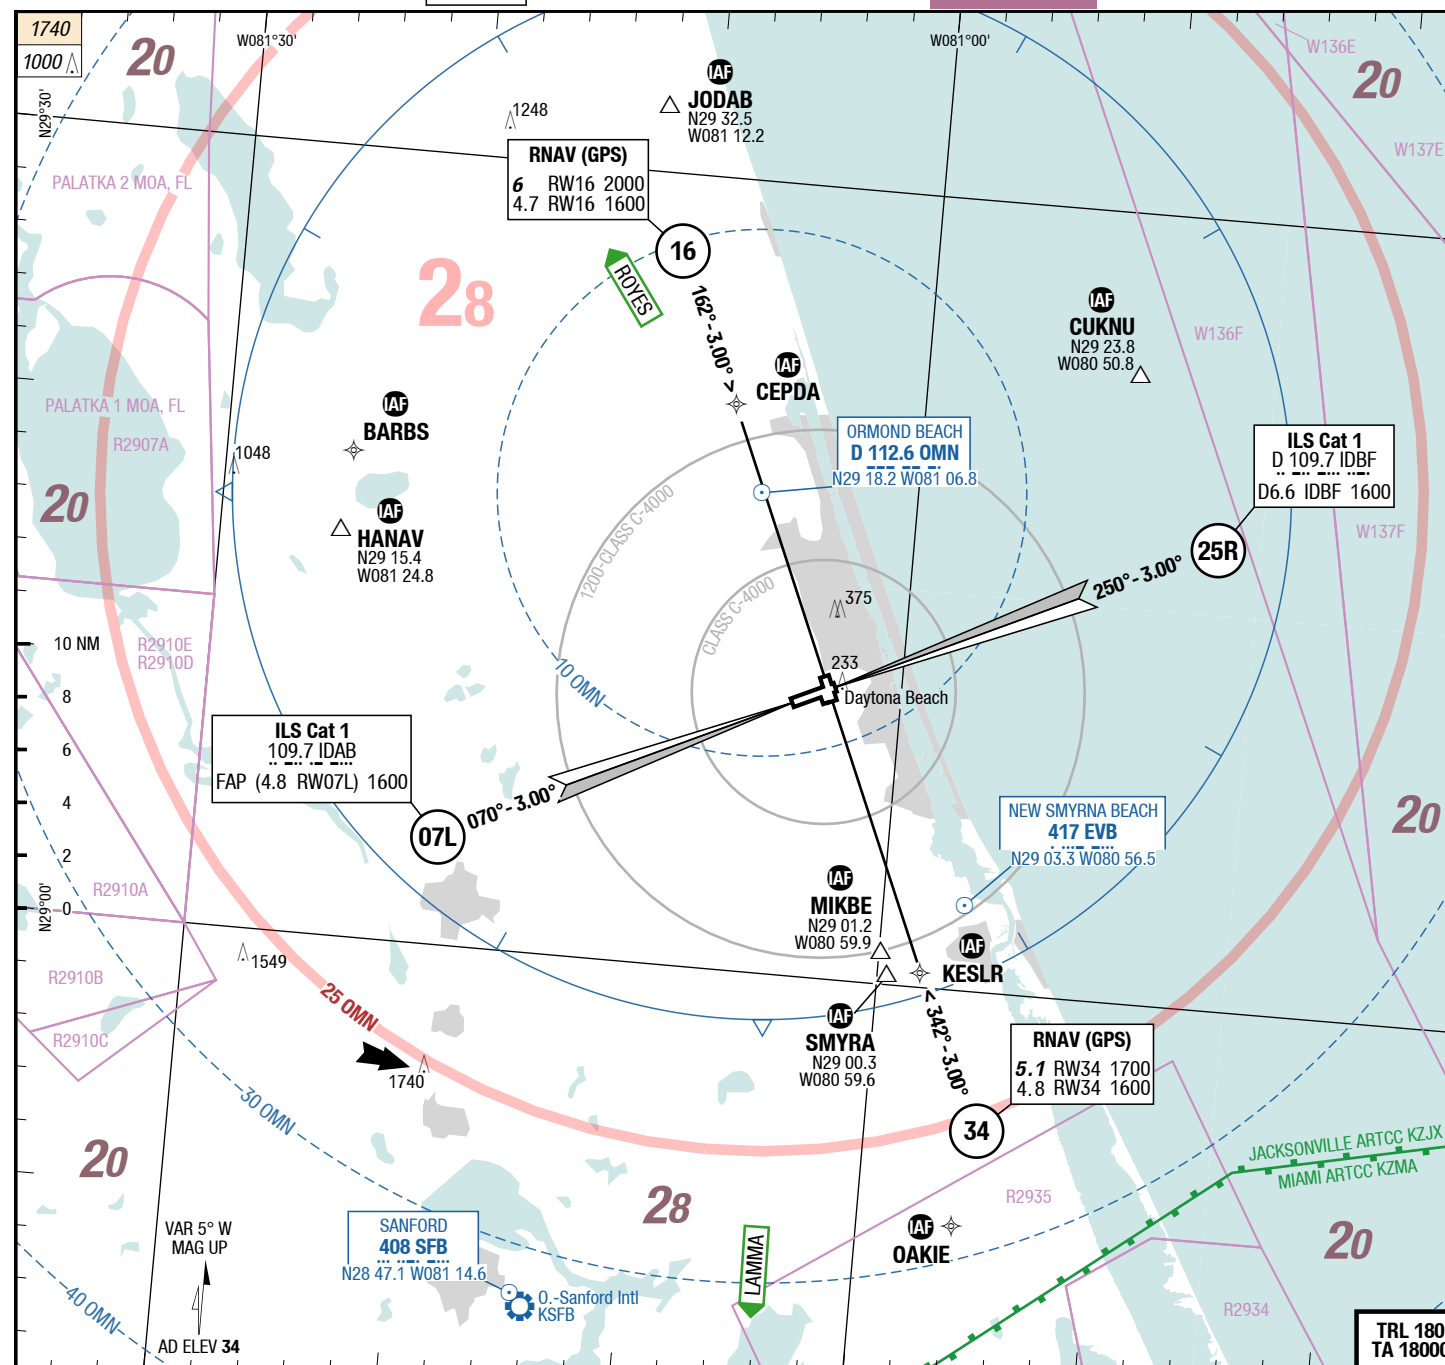 1740
1000
20
W081°30'
W081°00'
W136E
20
N29°30'
1248
IAF
JODAB
N29 32.5
W081 12.2
W137E
RNAV (GPS)
6 RW16 2000
4.7 RW16 1600
PALATKA 2 MOA, FL
16
ROYES
28
162°- 3.00° >
IAF
CUKNU
N29 23.8
W080 50.8
W136F
IAF
CEPDA
IAF
BARBS
PALATKA 1 MOA, FL
R2907A
1048
ORMOND BEACH
D 112.6 OMN
N29 18.2 W081 06.8
ILS Cat 1
D 109.7 IDBF
D6.6 IDBF 1600
20
IAF
HANAV
N29 15.4
W081 24.8
1200-CLASS C-4000
W137F
25R
250°- 3.00°
CLASS C-4000
375
10 NM
R2910E
R2910D
10 OMN
233
Daytona Beach
8
6
4
2
0
ILS Cat 1
109.7 IDAB
FAP (4.8 RW07L) 1600
070°- 3.00°
07L
NEW SMYRNA BEACH
417 EVB
N29 03.3 W080 56.5
20
R2910A
N29°00'
IAF
MIKBE
N29 01.2
W080 59.9
IAF
KESLR
1549
R2910B
25 OMN
R2910C
< 342°- 3.00°
IAF
SMYRA
N29 00.3
W080 59.6
RNAV (GPS)
5.1 RW34 1700
4.8 RW34 1600
1740
30 OMN
34
20
JACKSONVILLE ARTCC KZJX
MIAMI ARTCC KZMA
28
R2935
VAR 5° W
MAG UP
SANFORD
408 SFB
N28 47.1 W081 14.6
IAF
OAKIE
20
LAMMA
40 OMN
O.-Sanford Intl
KSFB
R2934
AD ELEV 34
TRL 180
TA 18000